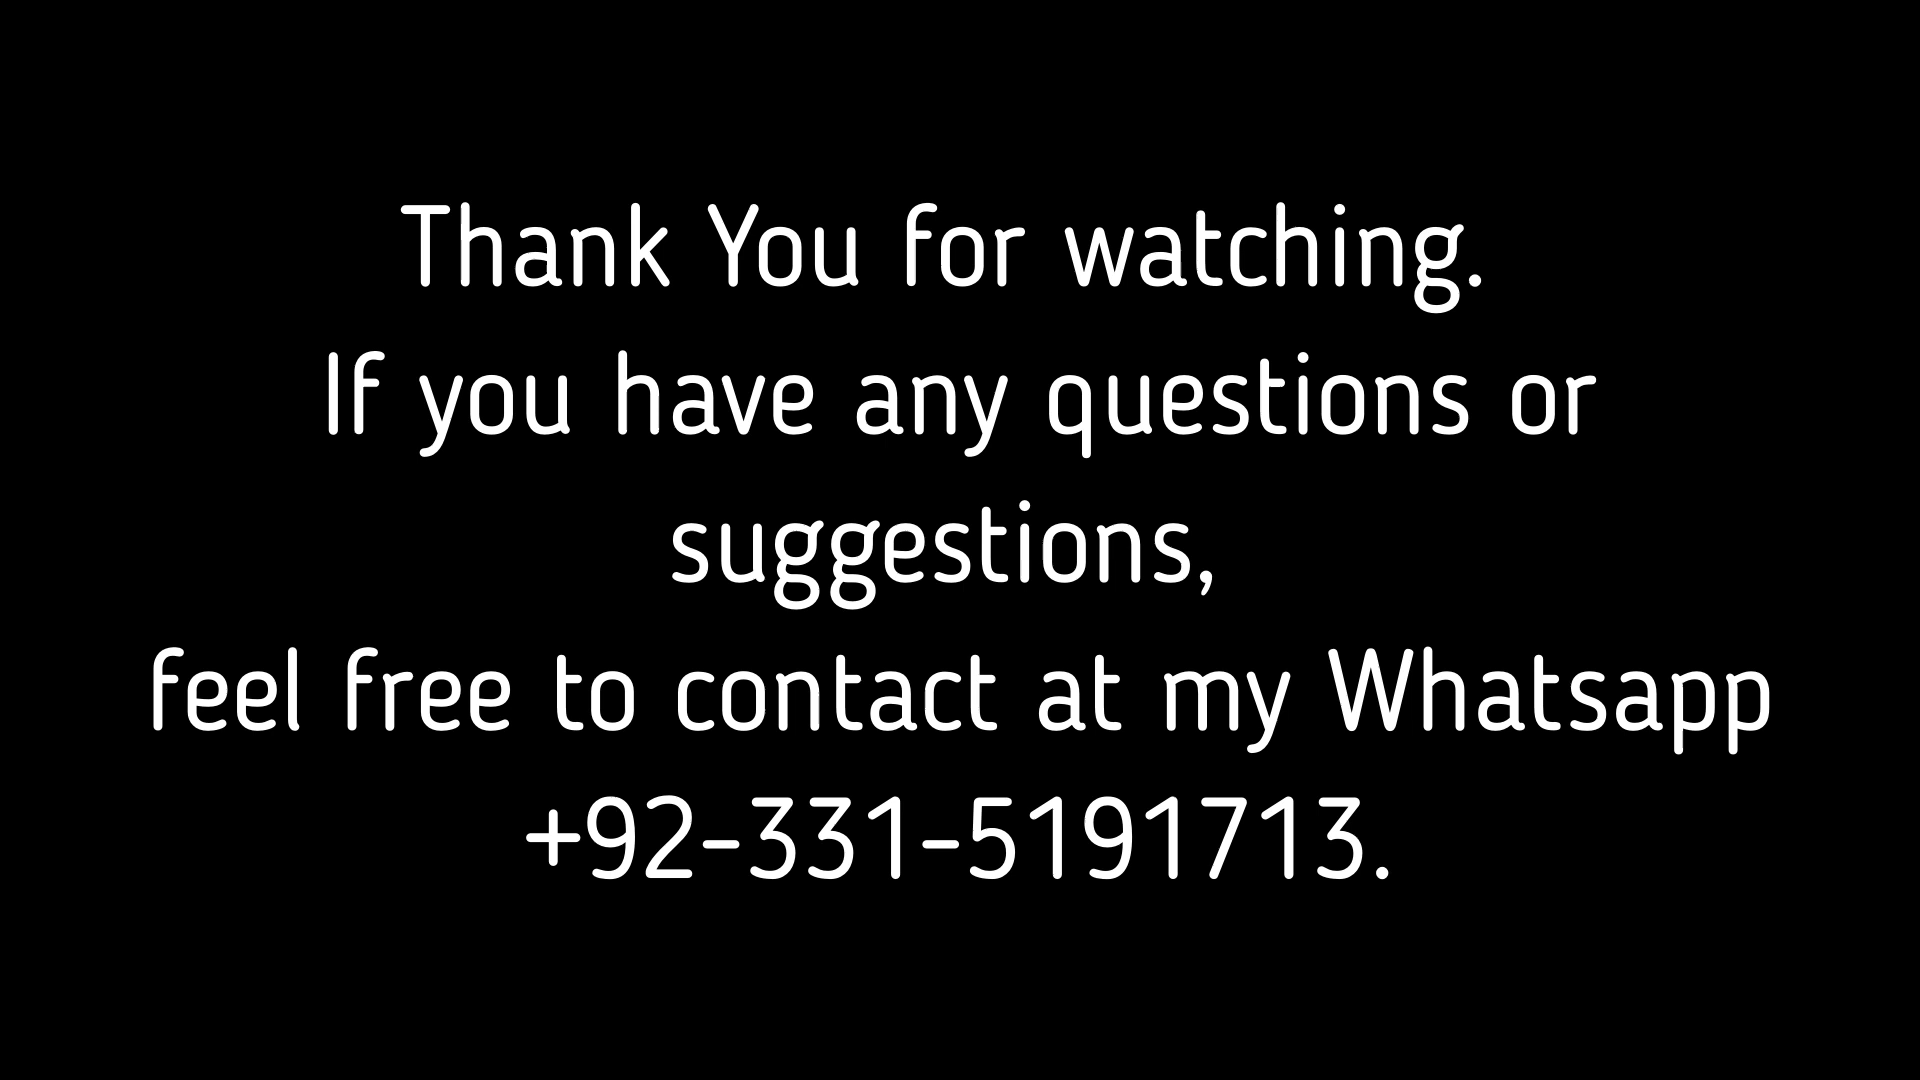 Thank You for watching.
If you have any questions or
suggestions,
feel free to contact at my Whatsapp
+92-331-5191713.